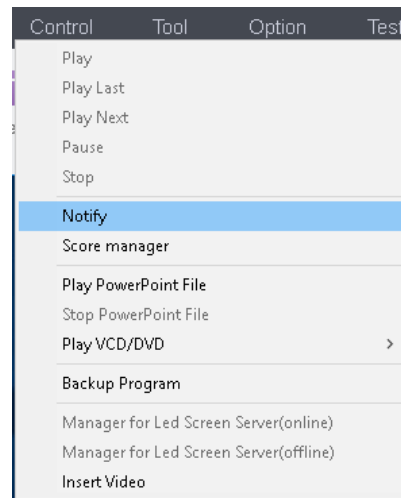 Control Tool Option Test
Play
Play Last
Play Next
Pause
Stop
Notify
Score manager
Play PowerPoint File
Stop PowerPoint File
Play VCD/DVD
Backup Program
Manager for Led Screen Server(online)
Manager for Led Screen Server(offline)
Insert Video